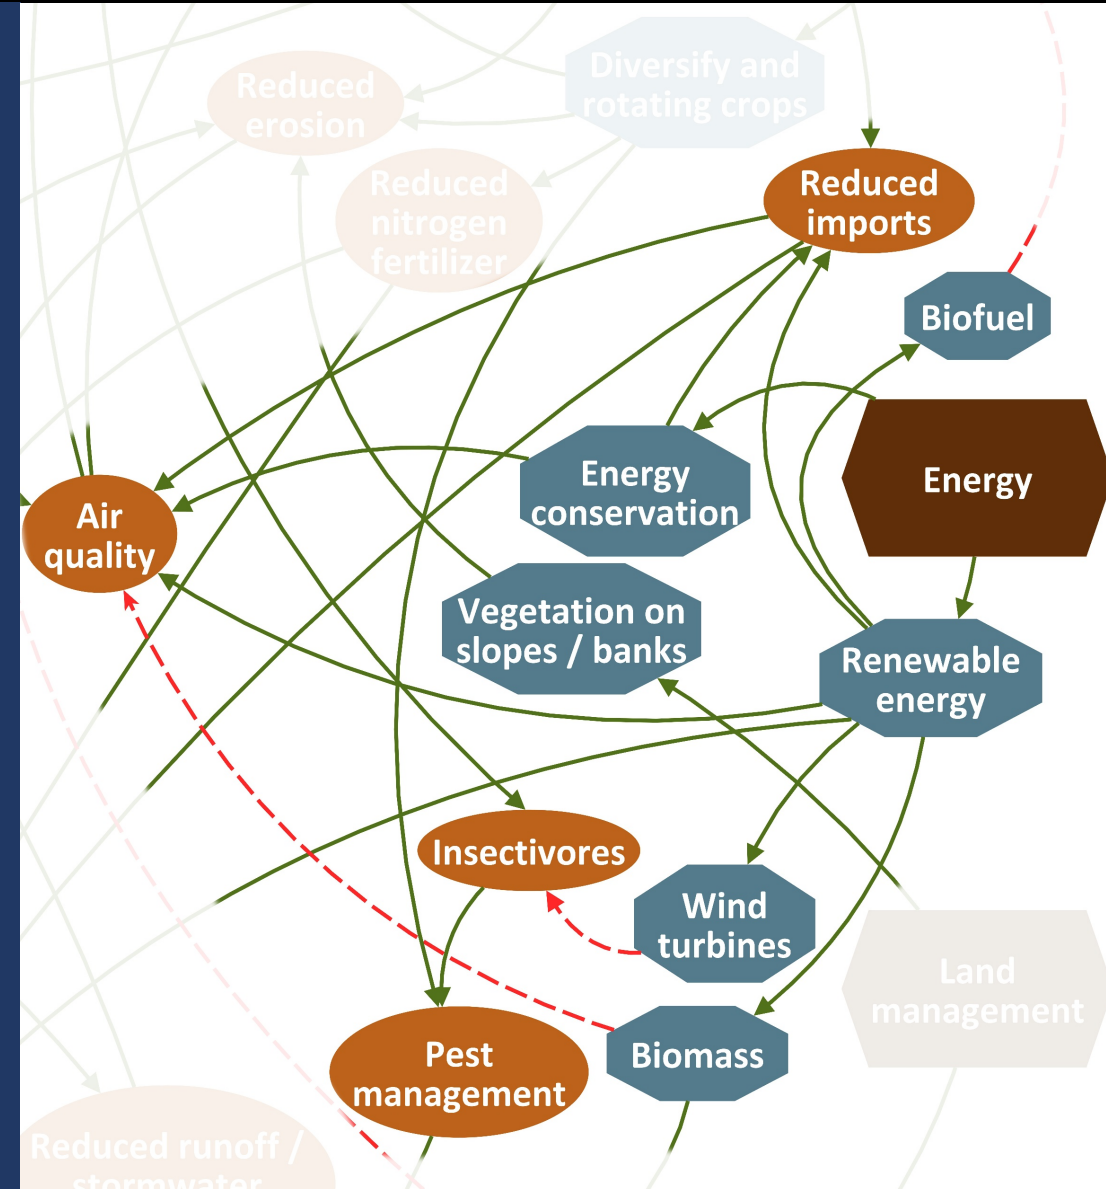 Diversify and
rotating crops
Reduced
erosion
Reduced
nitrogen
fertilizer
Reduced
imports
Biofuel
Energy
conservation
Energy
Air
quality
Vegetation on
slopes / banks
Renewable
energy
Insectivores
Wind
turbines
Land
management
Pest
management
Biomass
Reduced runoff /
stormwater